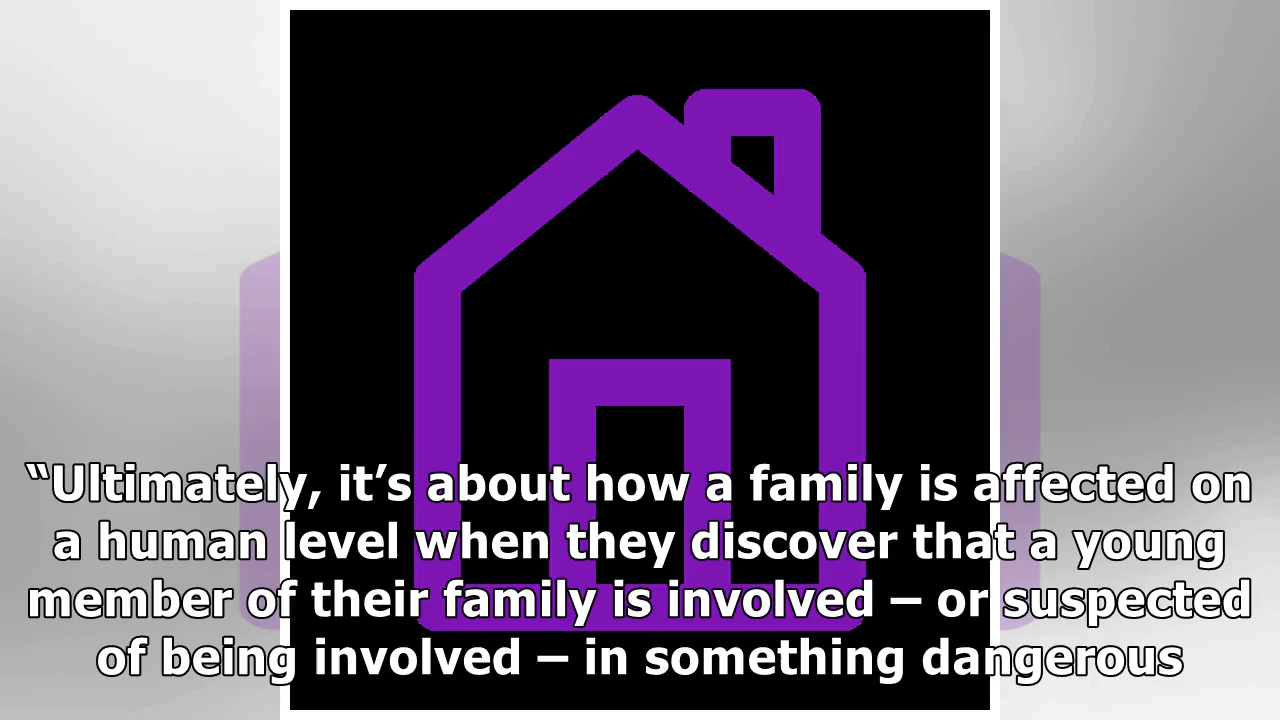 “Ultimately, it’s about how a family is affected on
a human level when they discover that a young
member of their family is involved – or suspected
of being involved – in something dangerous